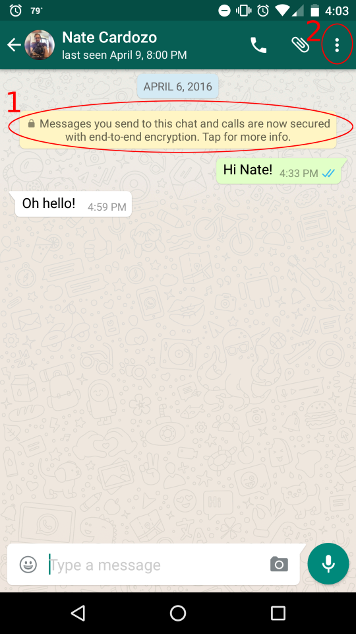 79° 4:03
Nate Cardozo 2
last seen April 9, 8:00 PM
APRIL 6, 2016
1
Messages you send to this chat and calls are now secured
with end-to-end encryption. Tap for more info.
Hi Nate! 4:33 PM
Oh hello! 4:59 PM
Type a message